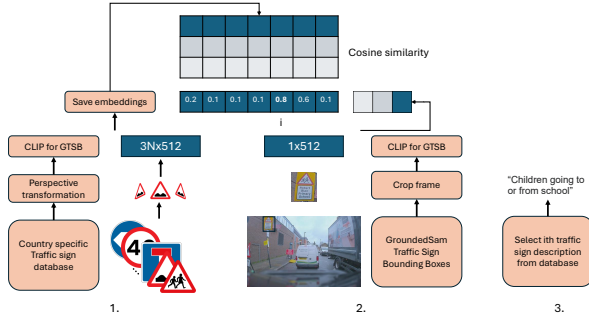 Cosine similarity
Save embeddings
0.2 0.1 0.1 0.1 0.8 0.6 0.1
i
CLIP for GTSB
3Nx512
1x512
CLIP for GTSB
Perspective
transformation
Crop frame
"Children going to
or from school"
Country specific
Traffic sign
database
40
GroundedSam
Traffic Sign
Bounding Boxes
Select ith traffic
sign description
from database
1.
2.
3.